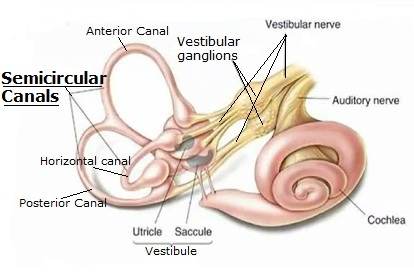 Vestibular nerve
Anterior Canal
Vestibular
ganglions
Semicircular
Canals
Auditory nerve
Horizontal canal
Posterior Canal
Cochlea
Utricle Saccule
Vestibule